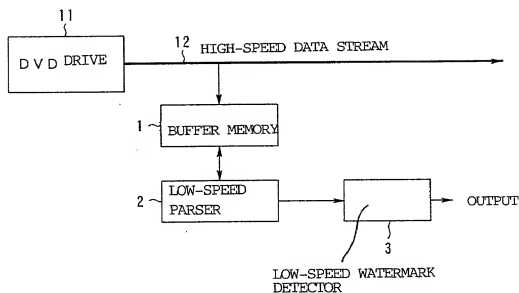 11
DVD DRIVE
12
HIGH-SPEED DATA STREAM
1
BUFFER MEMORY
2
LOW-SPEED
PARSER
OUTPUT
3
LOW-SPEED WATERMARK
DETECTOR